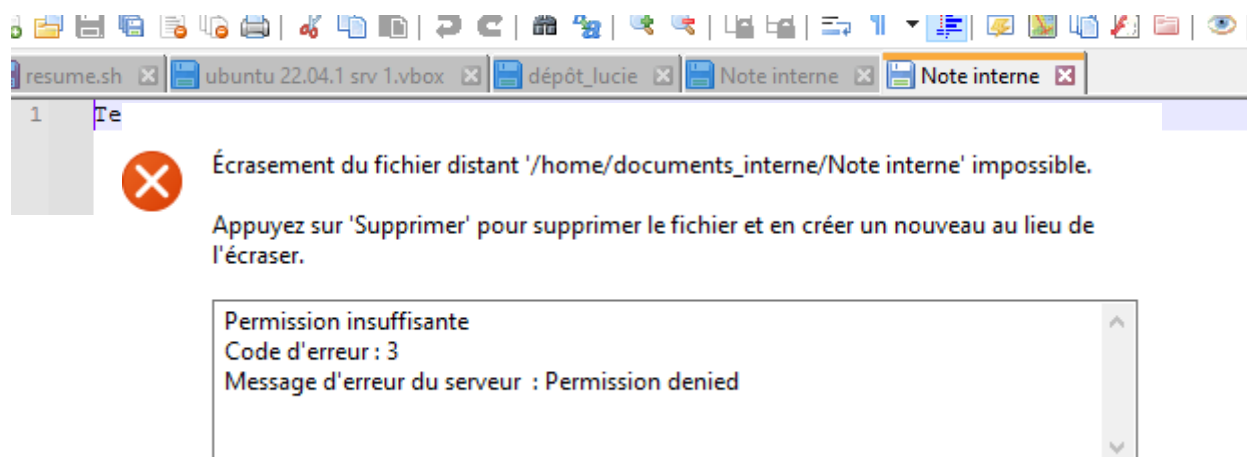 resume.sh ubuntu 22.04.1 srv 1.vbox dépôt_lucie Note interne Note interne
1 Te
Écrasement du fichier distant '/home/documents_interne/Note interne' impossible.
Appuyez sur 'Supprimer' pour supprimer le fichier et en créer un nouveau au lieu de
l'écraser.
Permission insuffisante
Code d'erreur : 3
Message d'erreur du serveur : Permission denied